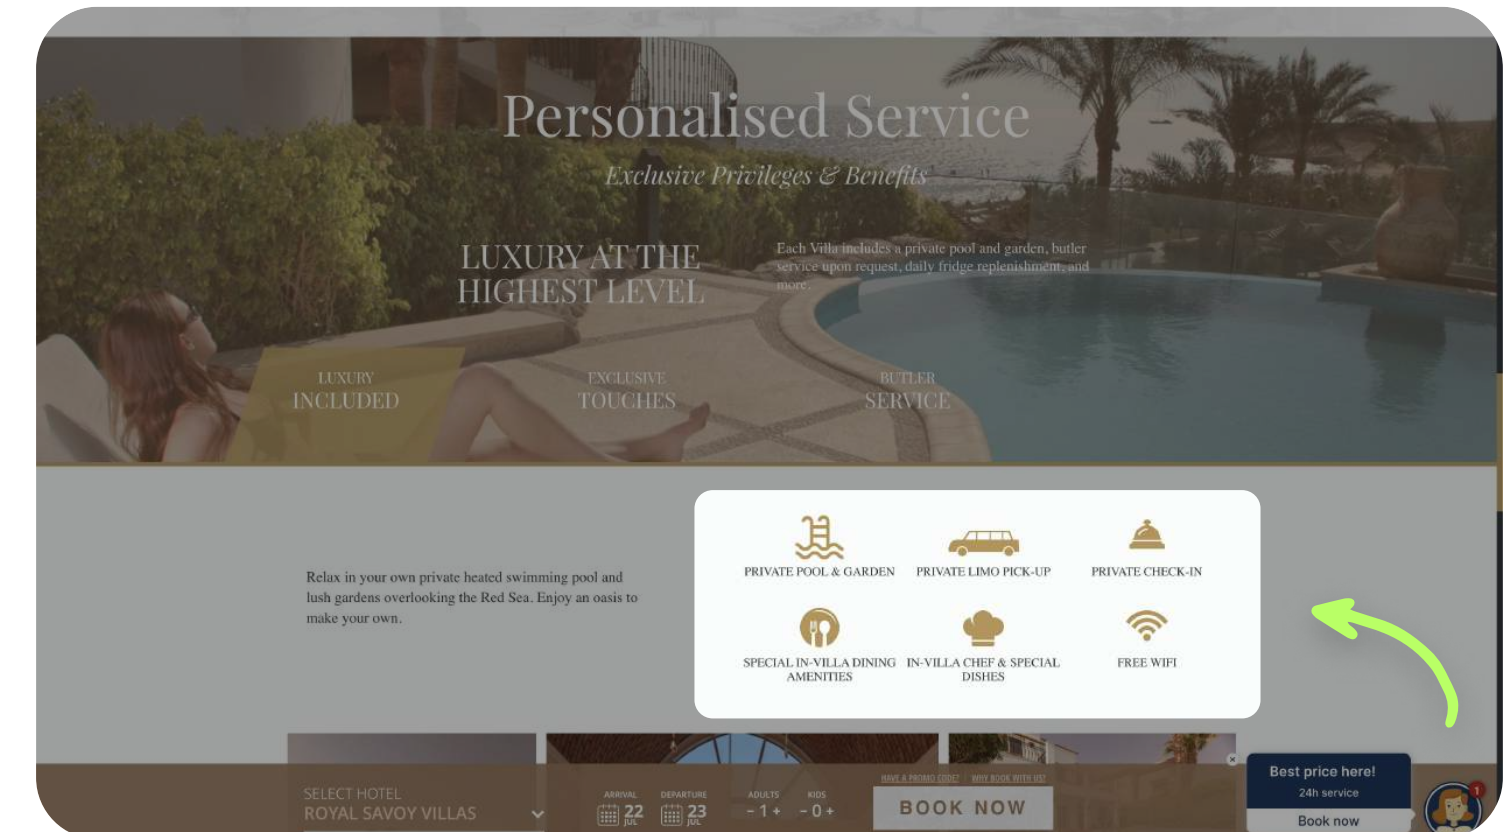 Personalised Service
Exclusive Privileges & Benefits
LUXURY AT THE
HIGHEST LEVEL
Each Villa includes a private pool and garden, butler
service upon request, daily fridge replenishment, and
more.
LUXURY
INCLUDED
EXCLUSIVE
TOUCHES
BUTLER
SERVICE
Relax in your own private heated swimming pool and
lush gardens overlooking the Red Sea. Enjoy an oasis to
make your own.
PRIVATE POOL & GARDEN
PRIVATE LIMO PICK-UP
PRIVATE CHECK-IN
SPECIAL IN-VILLA DINING
AMENITIES
IN-VILLA CHEF & SPECIAL
DISHES
FREE WIFI
SELECT HOTEL
ROYAL SAVOY VILLAS
ARRIVAL
22
JUL
DEPARTURE
23
JUL
ADULTS
- 1 +
KIDS
- 0 +
HAVE A PROMO CODE? | WHY BOOK WITH US?
BOOK NOW
Best price here!
24h service
Book now
1